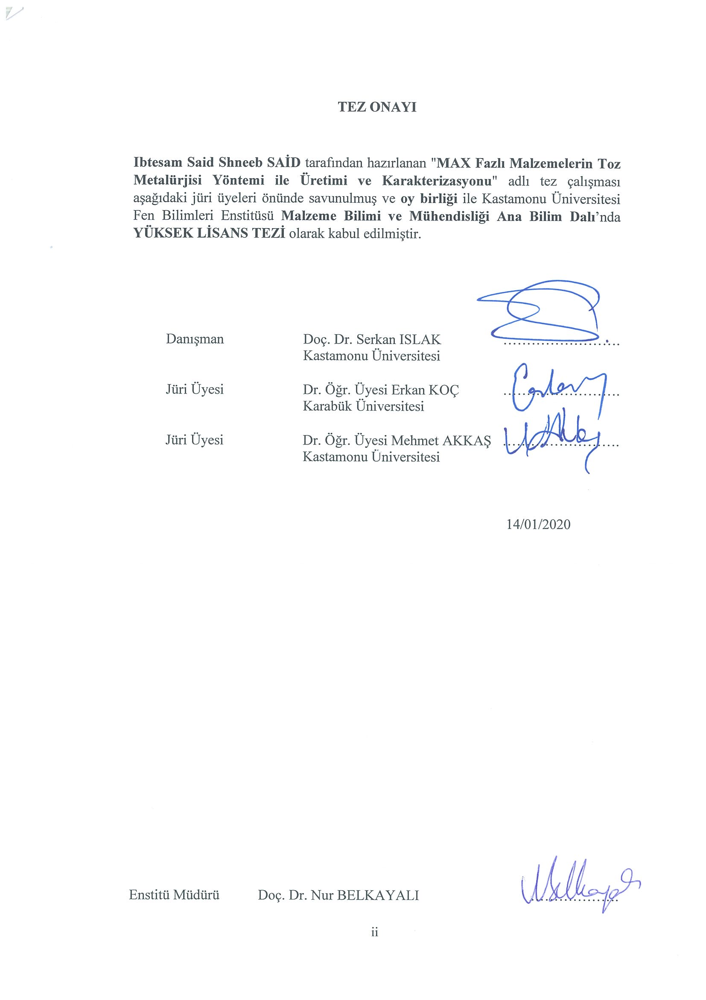 TEZ ONAYI
Ibtesam Said Shneeb SAİD tarafından hazırlanan "MAX Fazlı Malzemelerin Toz
Metalürjisi Yöntemi ile Üretimi ve Karakterizasyonu" adlı tez çalışması
aşağıdaki jüri üyeleri önünde savunulmuş ve oy birliği ile Kastamonu Üniversitesi
Fen Bilimleri Enstitüsü Malzeme Bilimi ve Mühendisliği Ana Bilim Dalı’nda
YÜKSEK LİSANS TEZİ olarak kabul edilmiştir.
Danışman Doç. Dr. Serkan ISLAK ........................
Kastamonu Üniversitesi
Jüri Üyesi Dr. Öğr. Üyesi Erkan KOÇ ........................
Karabük Üniversitesi
Jüri Üyesi Dr. Öğr. Üyesi Mehmet AKKAŞ ........................
Kastamonu Üniversitesi
14/01/2020
Enstitü Müdürü Doç. Dr. Nur BELKAYALI ...................
ii